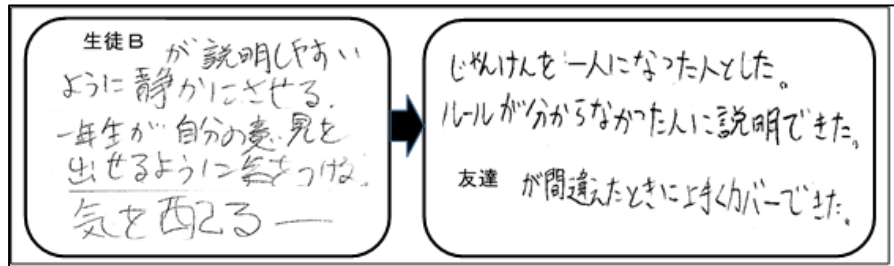 生徒B が説明しやすい
ように静かにさせる。
一年生が自分の意見を
出せるように気をつける。
気を配る
じゃんけんを一人になった人とした。
ルールが分からなかった人に説明できた。
友達 が間違えたときに上手くカバーできた。